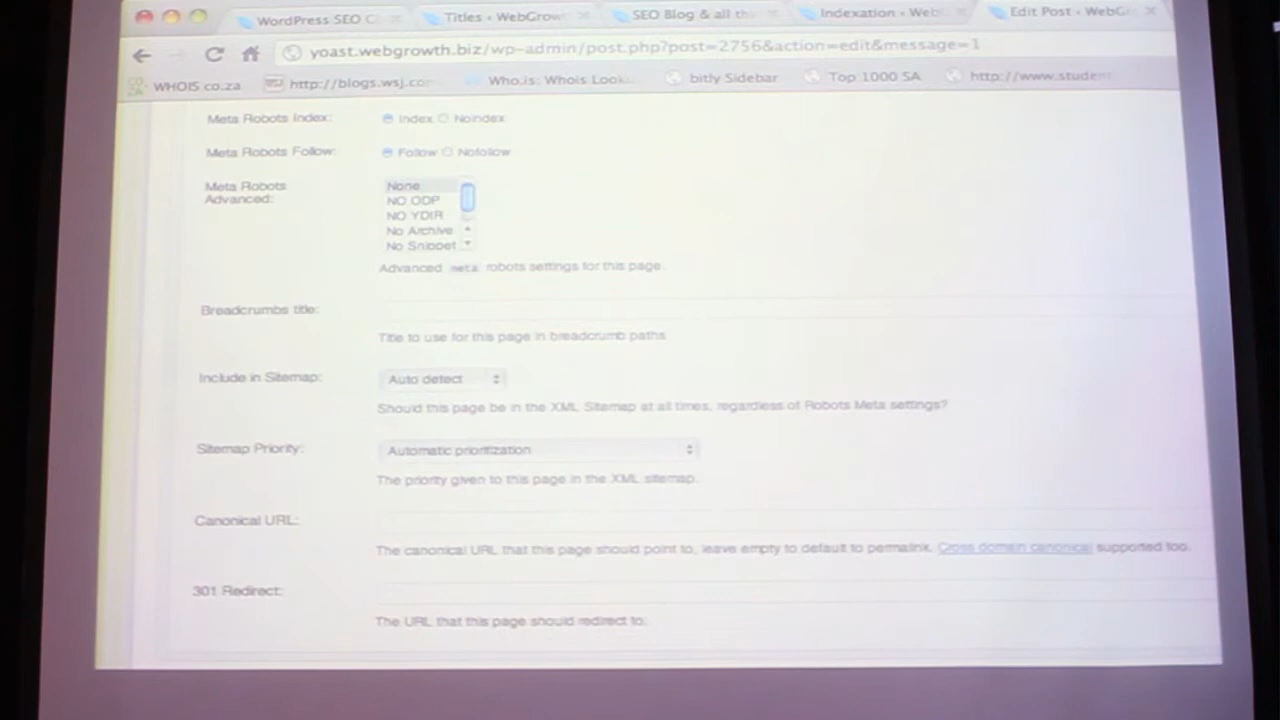 WordPress SEO C
Titles ‹ WebGrow
SEO Blog & all th
Indexation ‹ Web
Edit Post ‹ WebGr
yoast.webgrowth.biz/wp-admin/post.php?post=2756&action=edit&message=1
WHOIS co.za
http://blogs.wsj.cor
Who.is: Whois Looku
bitly Sidebar
Top 1000 SA
http://www.student
Meta Robots Index: Index Noindex
Meta Robots Follow: Follow Nofollow
Meta Robots
Advanced:
None
NO ODP
NO YDIR
No Archive
No Snippet
Advanced meta robots settings for this page.
Breadcrumbs title:
Title to use for this page in breadcrumb paths
Include in Sitemap: Auto detect
Should this page be in the XML Sitemap at all times, regardless of Robots Meta settings?
Sitemap Priority: Automatic prioritization
The priority given to this page in the XML sitemap.
Canonical URL:
The canonical URL that this page should point to, leave empty to default to permalink. Cross domain canonical supported too.
301 Redirect:
The URL that this page should redirect to.